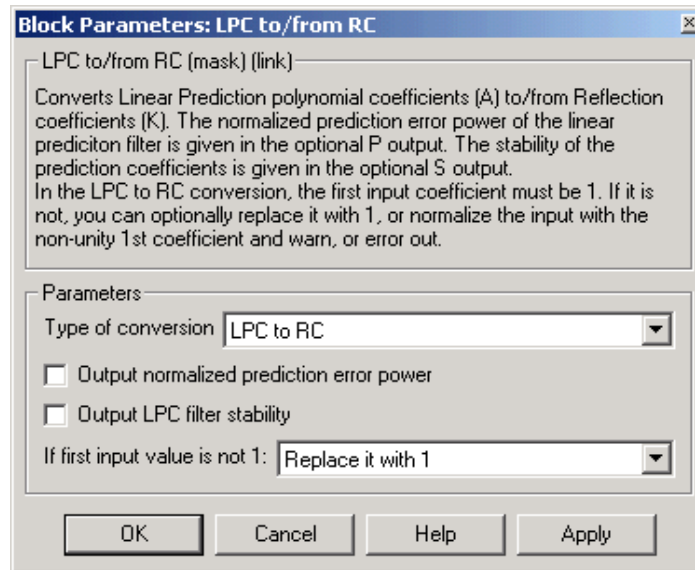 Block Parameters: LPC to/from RC
LPC to/from RC (mask) (link)
Converts Linear Prediction polynomial coefficients (A) to/from Reflection
coefficients (K). The normalized prediction error power of the linear
prediciton filter is given in the optional P output. The stability of the
prediction coefficients is given in the optional S output.
In the LPC to RC conversion, the first input coefficient must be 1. If it is
not, you can optionally replace it with 1, or normalize the input with the
non-unity 1st coefficient and warn, or error out.
Parameters
Type of conversion LPC to RC
Output normalized prediction error power
Output LPC filter stability
If first input value is not 1: Replace it with 1
OK Cancel Help Apply